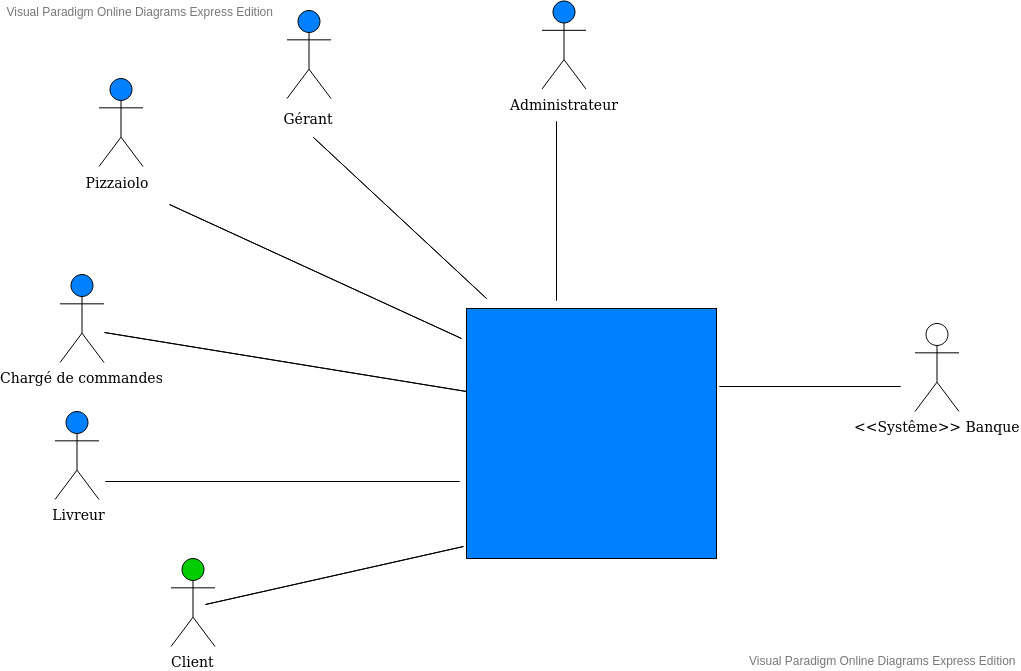 Visual Paradigm Online Diagrams Express Edition
Administrateur
Gérant
Pizzaiolo
Chargé de commandes
<<Système>> Banque
Livreur
Client
Visual Paradigm Online Diagrams Express Edition